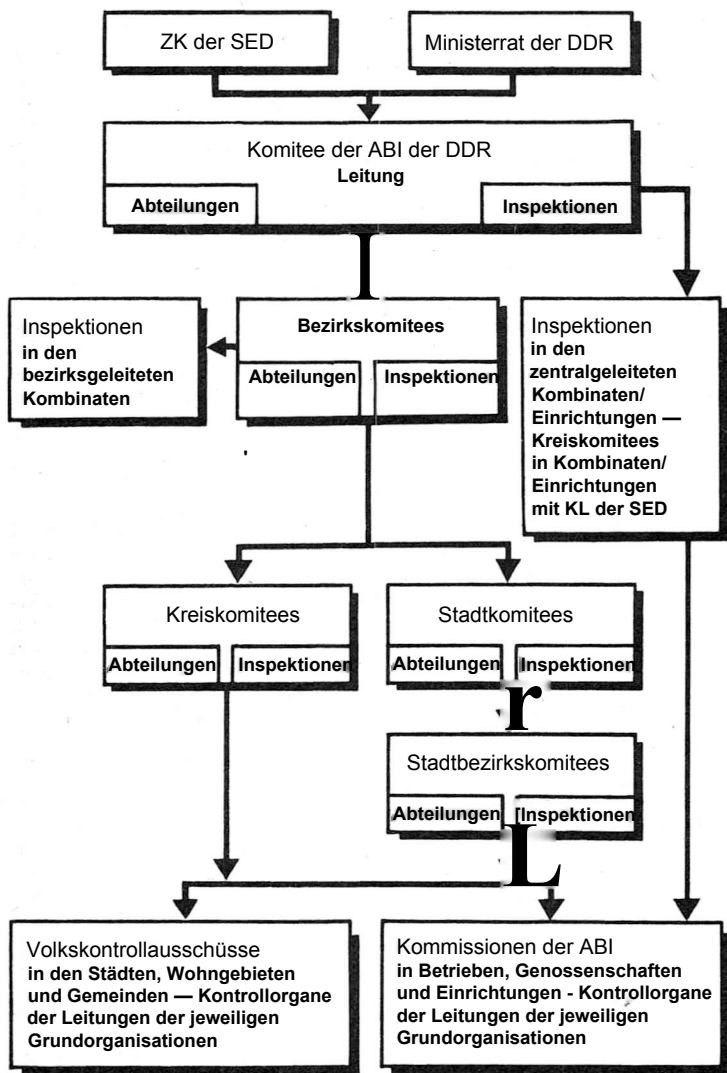 ZK der SED
Ministerrat der DDR
Komitee der ABI der DDR
Leitung
Abteilungen
Inspektionen
I
Inspektionen
in den
bezirksgeleiteten
Kombinaten
Bezirkskomitees
Abteilungen
Inspektionen
Inspektionen
in den
zentralgeleiteten
Kombinaten/
Einrichtungen —
Kreiskomitees
in Kombinaten/
Einrichtungen
mit KL der SED
Kreiskomitees
Abteilungen
Inspektionen
Stadtkomitees
Abteilungen
Inspektionen
r
Stadtbezirkskomitees
Abteilungen
[Inspektionen
L
Volkskontrollausschüsse
in den Städten, Wohngebieten
und Gemeinden — Kontrollorgane
der Leitungen der jeweiligen
Grundorganisationen
Kommissionen der ABI
in Betrieben, Genossenschaften
und Einrichtungen - Kontrollorgane
der Leitungen der jeweiligen
Grundorganisationen